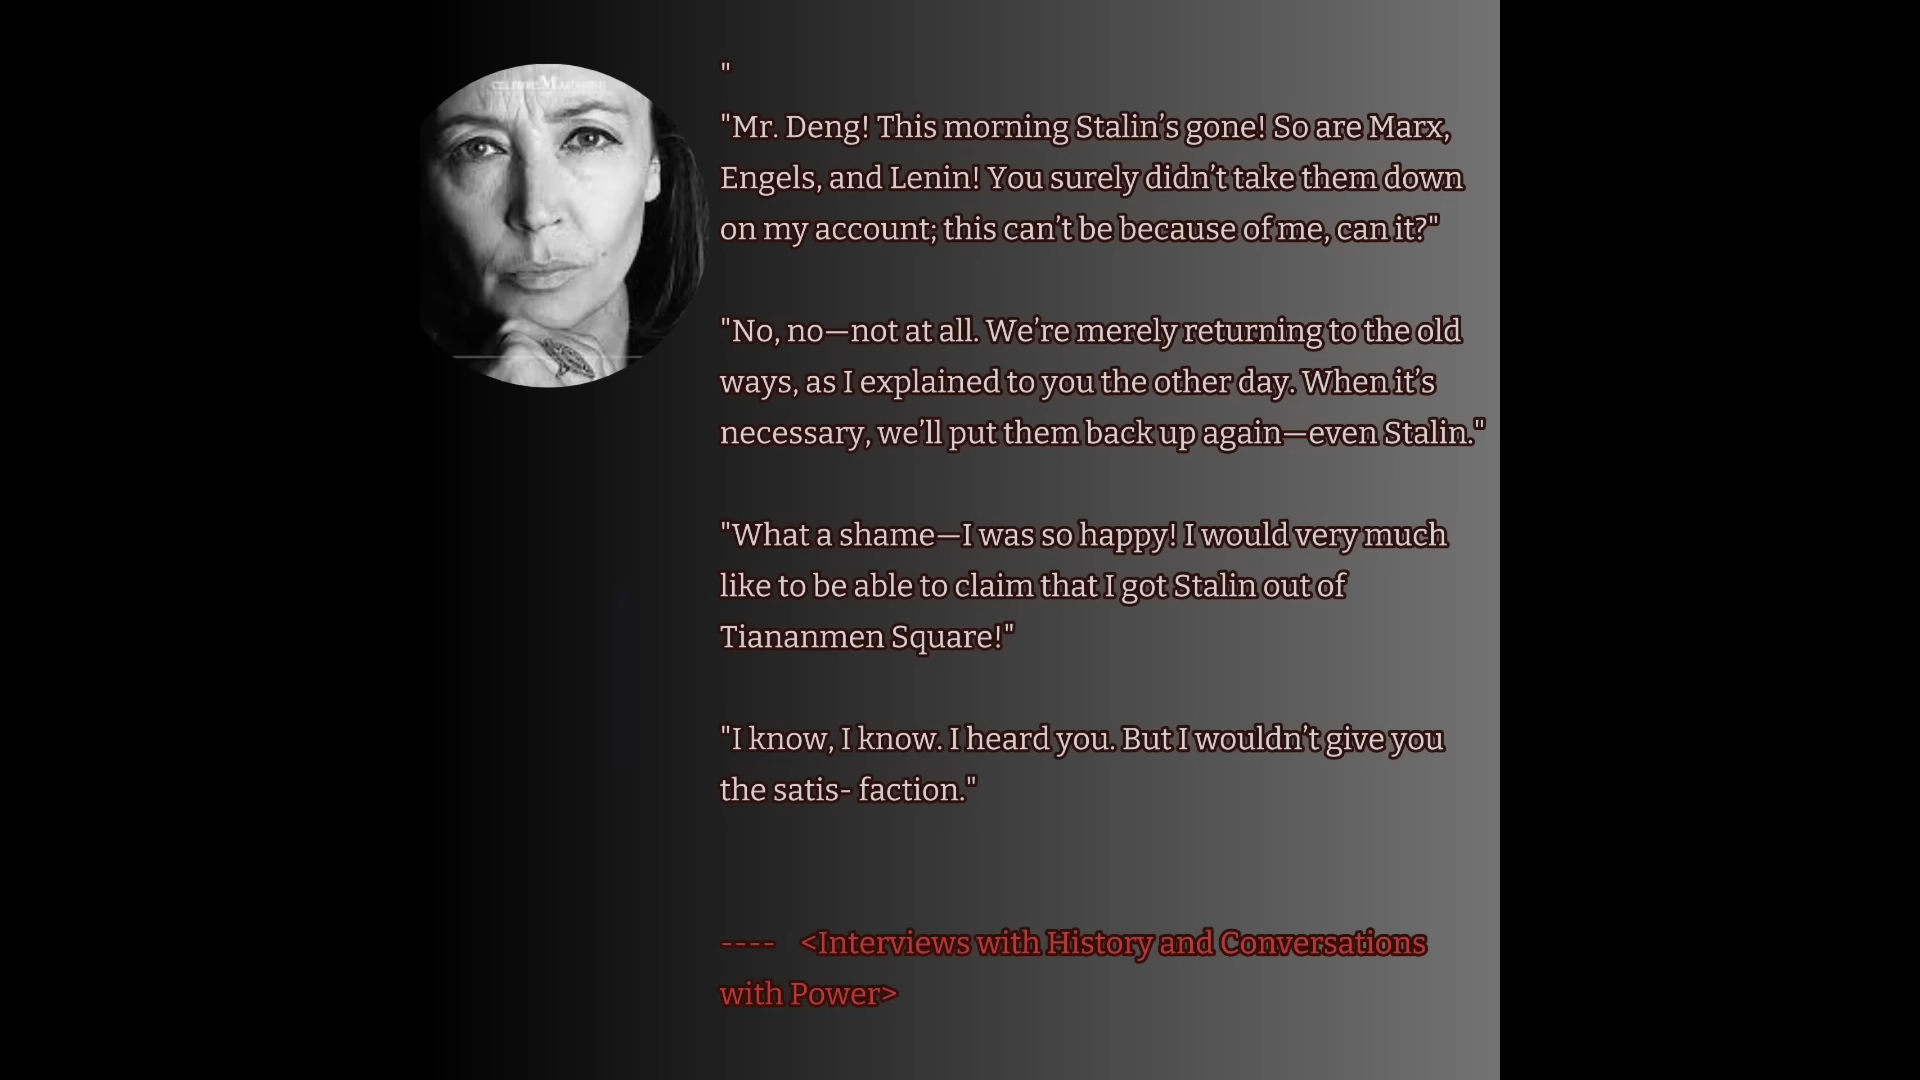 "
"Mr. Deng! This morning Stalin’s gone! So are Marx,
Engels, and Lenin! You surely didn’t take them down
on my account; this can’t be because of me, can it?"
"No, no—not at all. We’re merely returning to the old
ways, as I explained to you the other day. When it’s
necessary, we’ll put them back up again—even Stalin."
"What a shame—I was so happy! I would very much
like to be able to claim that I got Stalin out of
Tiananmen Square!"
"I know, I know. I heard you. But I wouldn’t give you
the satis- faction."
---- <Interviews with History and Conversations
with Power>